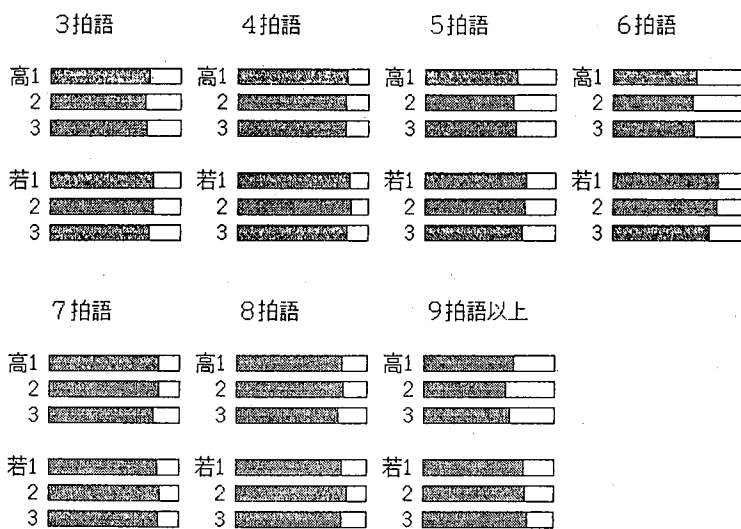 ３拍語 ４拍語 ５拍語 ６拍語
高1 高1 高1 高1
2 2 2 2
3 3 3 3
若1 若1 若1 若1
2 2 2 2
3 3 3 3
７拍語 ８拍語 ９拍語以上
高1 高1 高1
2 2 2
3 3 3
若1 若1 若1
2 2 2
3 3 3